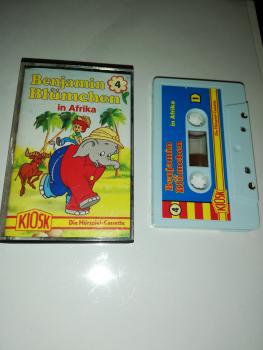 Benjamin
Blümchen
4
in Afrika
KIOSK
Die Hörspiel-Cassette
in Afrika
Benjamin
Blümchen
4
KIOSK